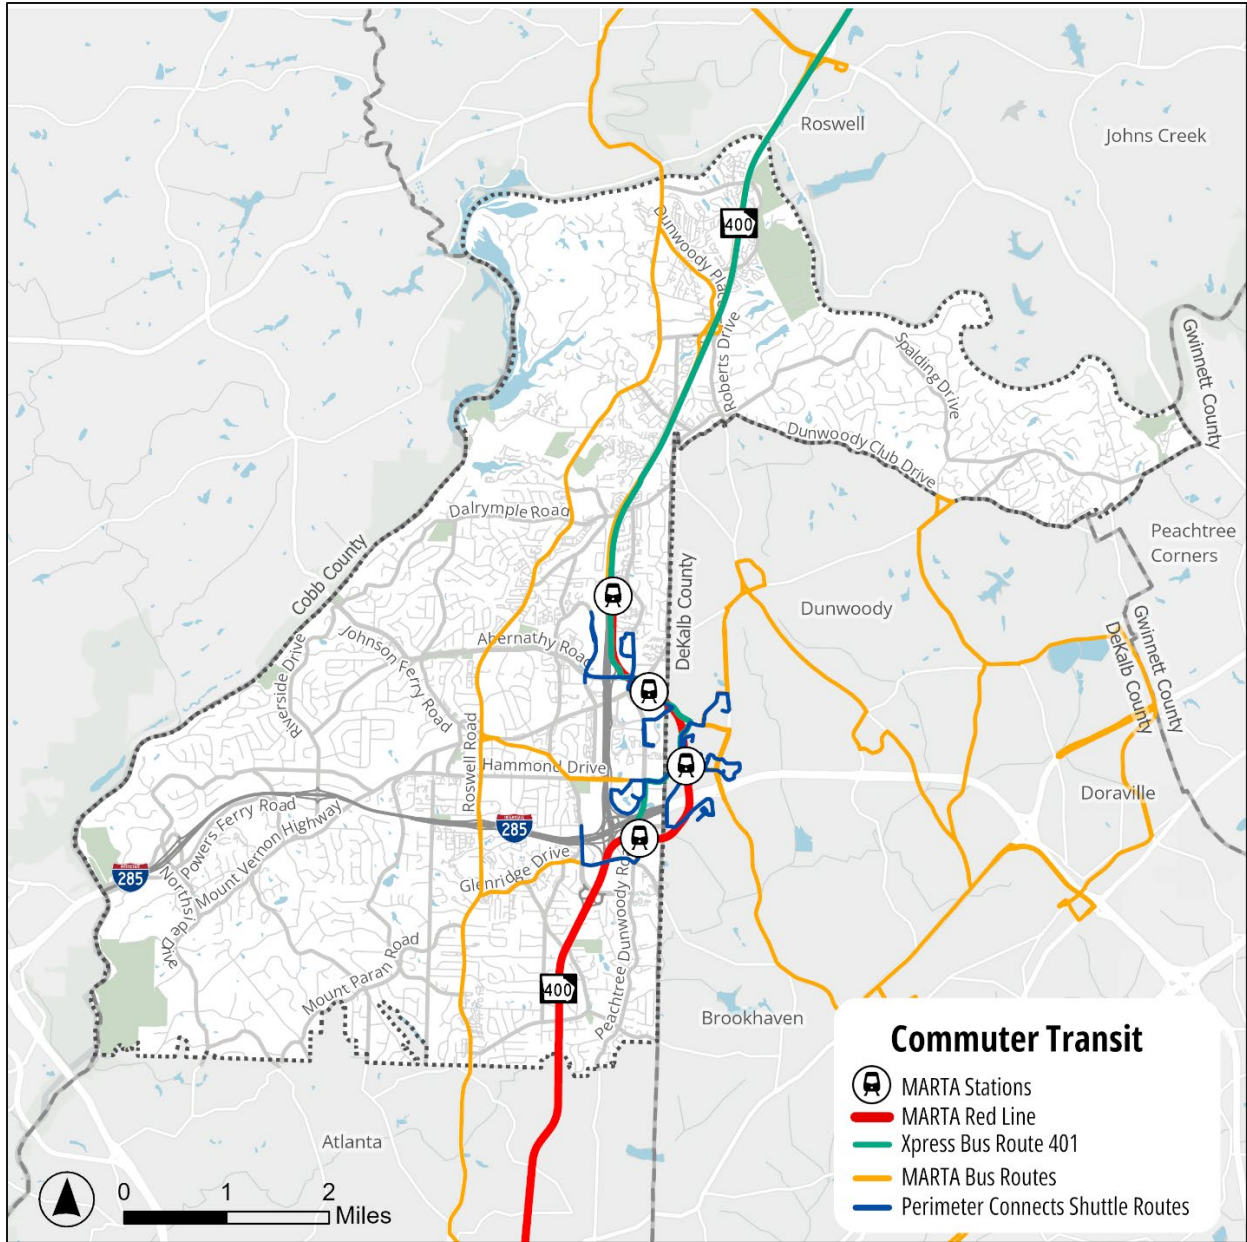 Roswell
Johns Creek
400
Dunwoody Place
Roberts Drive
Spalding Drive
Gwinnett County
Dunwoody Club Drive
Dalrymple Road
Cobb County
DeKalb County
Peachtree
Corners
Dunwoody
Johnson Ferry Road
Abernathy Road
Riverside Drive
Gwinnett County
DeKalb County
Roswell Road
Hammond Drive
Doraville
Powers Ferry Road
285
Mount Vernon Highway
285
Northside Drive
Glenridge Drive
Peachtree Dunwoody Road
Mount Paran Road
400
Brookhaven
Atlanta
Commuter Transit
MARTA Stations
MARTA Red Line
Xpress Bus Route 401
MARTA Bus Routes
Perimeter Connects Shuttle Routes
0 1 2
Miles